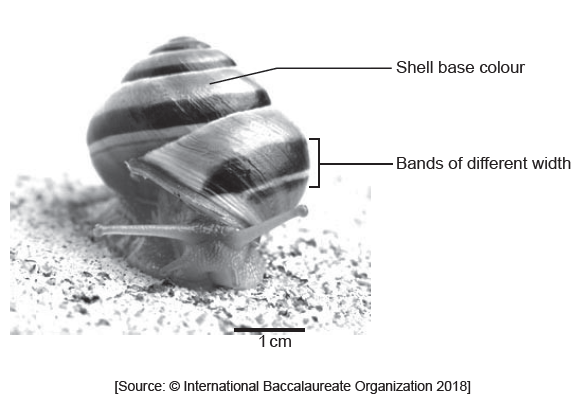 Shell base colour
Bands of different width
1 cm
[Source: © International Baccalaureate Organization 2018]